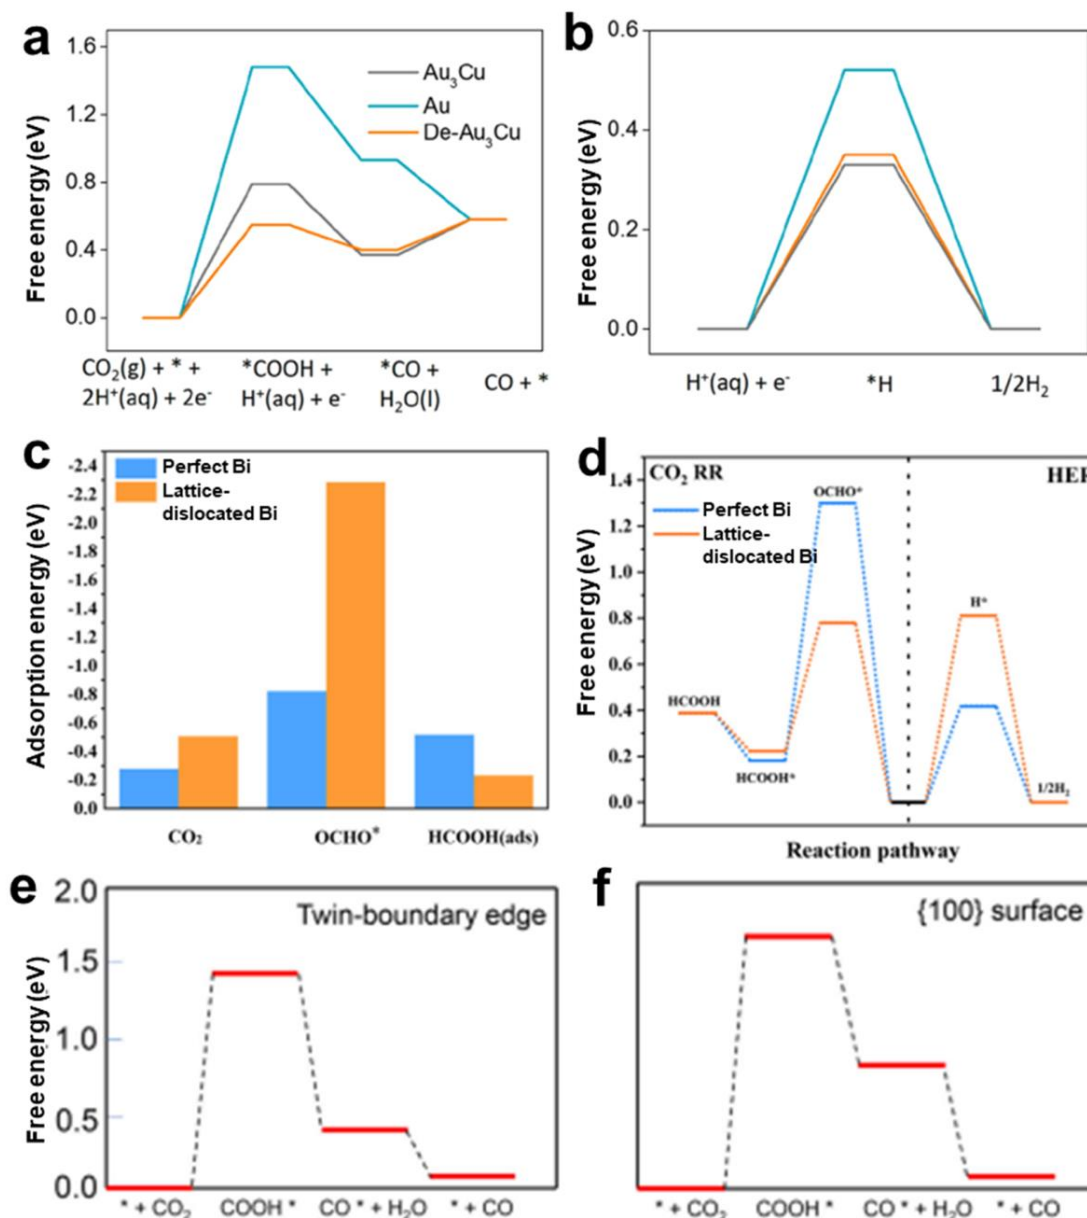 a
Free energy (eV)
1.6
1.2
0.8
0.4
0.0
Au₃Cu
Au
De-Au₃Cu
CO₂(g) + * +
2H⁺(aq) + 2e⁻
*COOH +
H⁺(aq) + e⁻
*CO +
H₂O(l)
CO + *
b
Free energy (eV)
0.6
0.4
0.2
0.0
H⁺(aq) + e⁻
*H
1/2H₂
c
Adsorption energy (eV)
-2.4
-2.2
-2.0
-1.8
-1.6
-1.4
-1.2
-1.0
-0.8
-0.6
-0.4
-0.2
0.0
Perfect Bi
Lattice-
dislocated Bi
CO₂
OCHO*
HCOOH(ads)
d
Free energy (eV)
1.4
1.2
1.0
0.8
0.6
0.4
0.2
0.0
CO₂ RR
HER
Perfect Bi
Lattice-
dislocated Bi
OCHO*
H*
HCOOH
HCOOH*
1/2H₂
Reaction pathway
e
Free energy (eV)
2.0
1.5
1.0
0.5
0.0
Twin-boundary edge
* + CO₂
COOH *
CO * + H₂O
* + CO
f
{100} surface
* + CO₂
COOH *
CO * + H₂O
* + CO